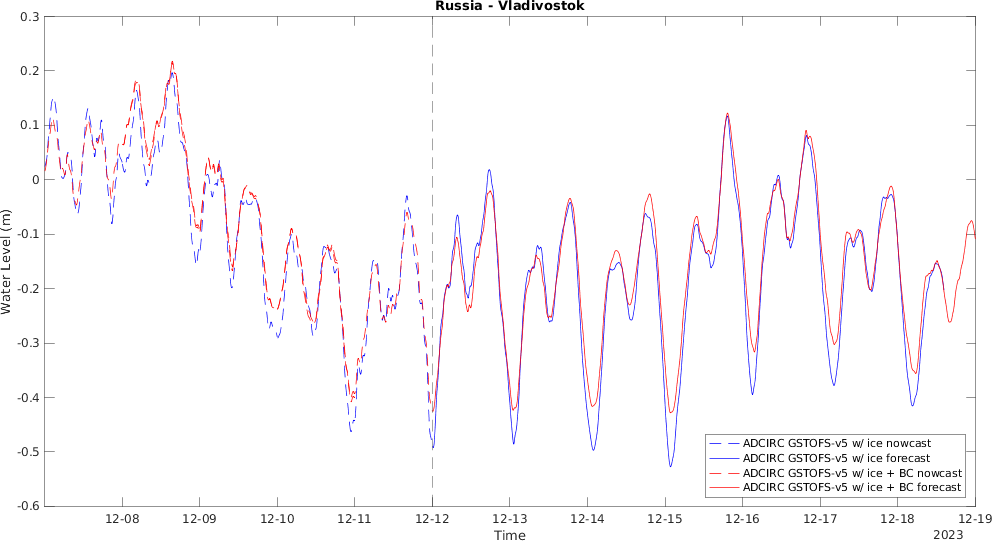 Russia - Vladivostok
0.3
0.2
0.1
0
-0.1
-0.2
-0.3
-0.4
-0.5
-0.6
Water Level (m)
ADCIRC GSTOFS-v5 w/ ice nowcast
ADCIRC GSTOFS-v5 w/ ice forecast
ADCIRC GSTOFS-v5 w/ ice + BC nowcast
ADCIRC GSTOFS-v5 w/ ice + BC forecast
12-08 12-09 12-10 12-11 12-12 12-13 12-14 12-15 12-16 12-17 12-18 12-19
Time
2023